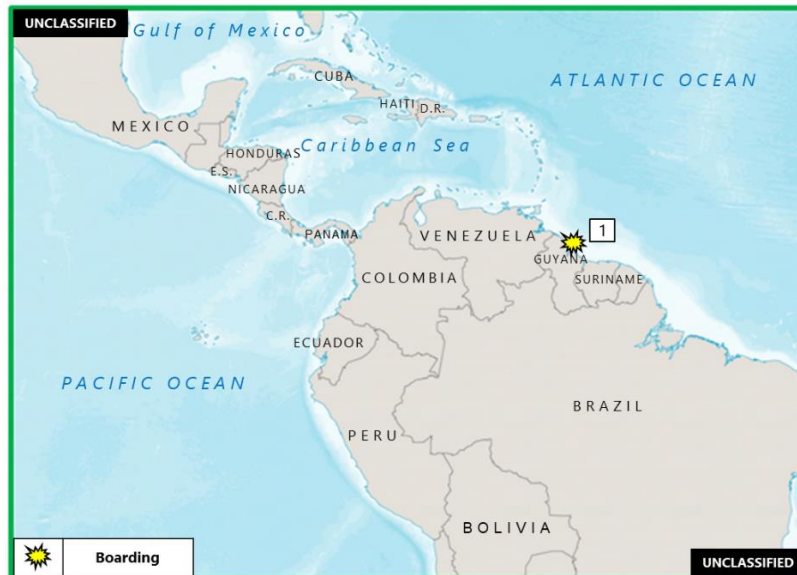 UNCLASSIFIED
Gulf of Mexico
ATLANTIC OCEAN
CUBA
HAITI
D.R.
MEXICO
Caribbean Sea
HONDURAS
E.S.
NICARAGUA
C.R.
PANAMA
VENEZUELA
1
GUYANA
COLOMBIA
SURINAME
ECUADOR
PACIFIC OCEAN
BRAZIL
PERU
BOLIVIA
Boarding
UNCLASSIFIED